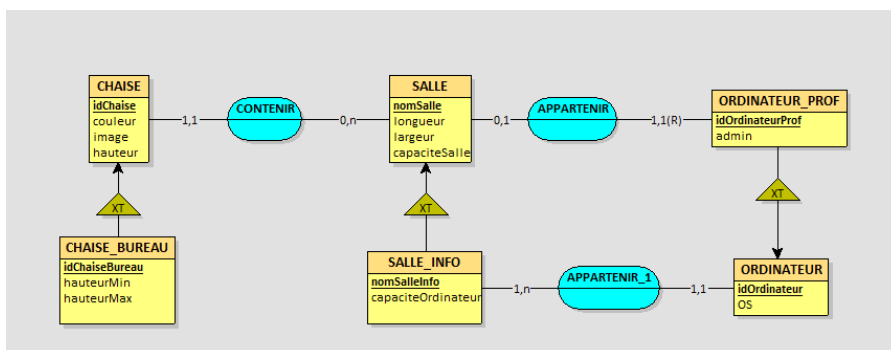 CHAISE
idChaise
couleur
image
hauteur
1,1
CONTENIR
0,n
SALLE
nomSalle
longueur
largeur
capaciteSalle
0,1
APPARTENIR
1,1(R)
ORDINATEUR_PROF
idOrdinateurProf
admin
XT
XT
XT
CHAISE_BUREAU
idChaiseBureau
hauteurMin
hauteurMax
SALLE_INFO
nomSalleInfo
capaciteOrdinateur
1,n
APPARTENIR_1
1,1
ORDINATEUR
idOrdinateur
OS